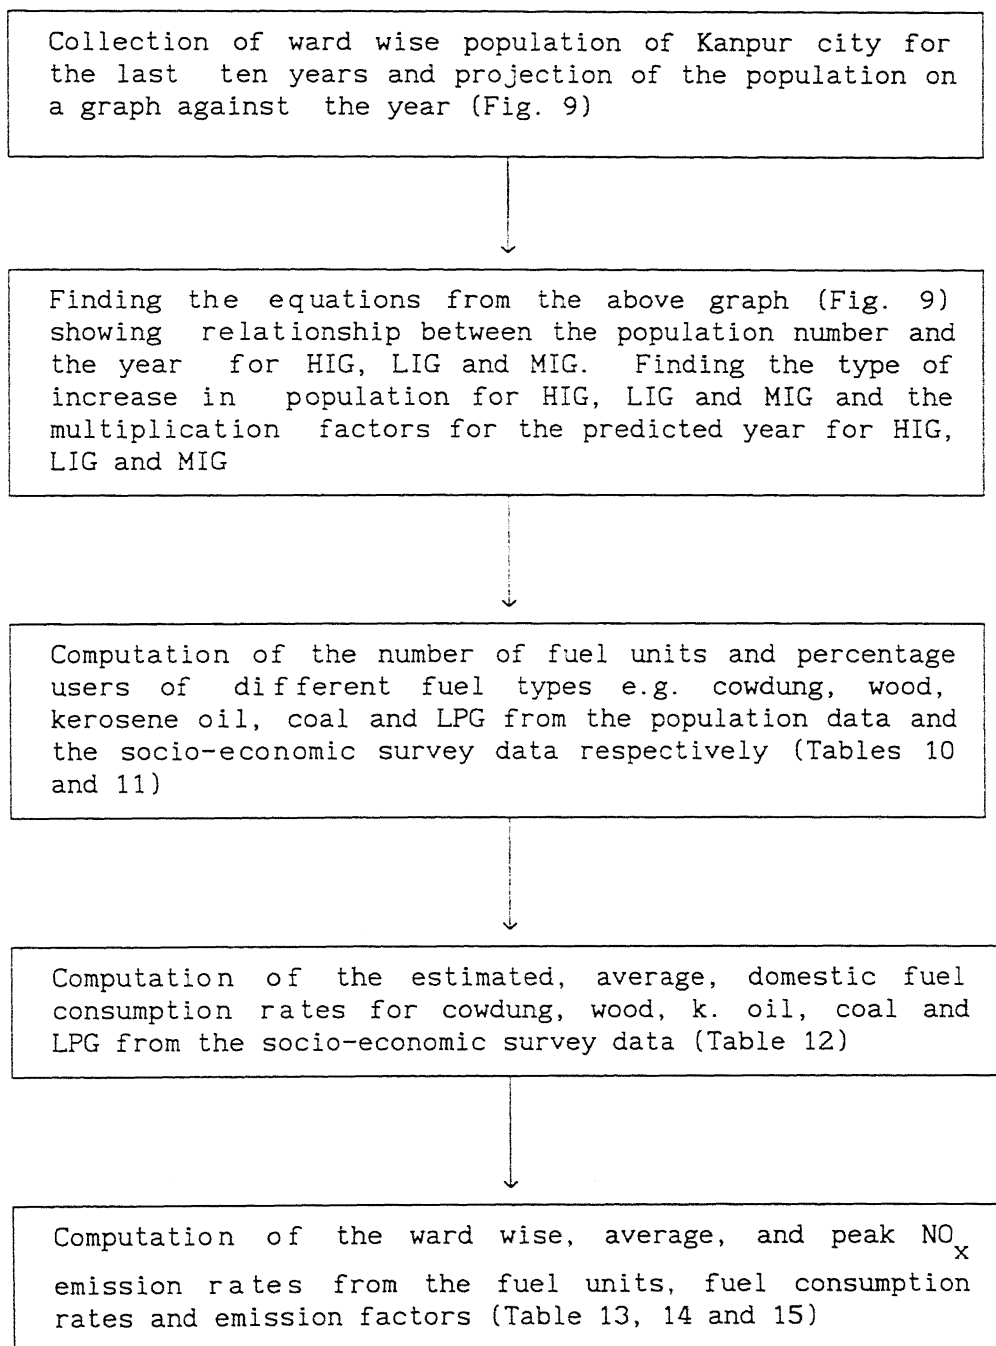 Collection of ward wise population of Kanpur city for
the last ten years and projection of the population on
a graph against the year (Fig. 9)
Finding the equations from the above graph (Fig. 9)
showing relationship between the population number and
the year for HIG, LIG and MIG. Finding the type of
increase in population for HIG, LIG and MIG and the
multiplication factors for the predicted year for HIG,
LIG and MIG
Computation of the number of fuel units and percentage
users of different fuel types e.g. cowdung, wood,
kerosene oil, coal and LPG from the population data and
the socio-economic survey data respectively (Tables 10
and 11)
Computation of the estimated, average, domestic fuel
consumption rates for cowdung, wood, k. oil, coal and
LPG from the socio-economic survey data (Table 12)
Computation of the ward wise, average, and peak NOx
emission rates from the fuel units, fuel consumption
rates and emission factors (Table 13, 14 and 15)